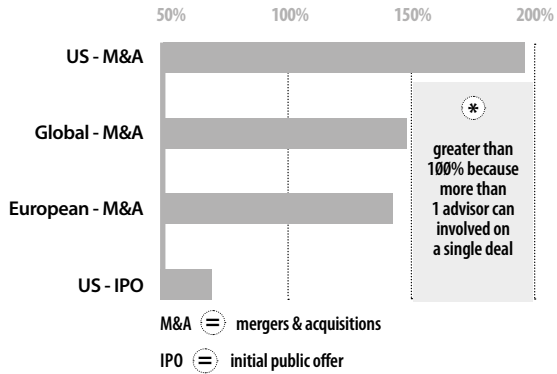 50% 100% 150% 200%
US - M&A
Global - M&A
European - M&A
US - IPO
*
greater than
100% because
more than
1 advisor can
involved on
a single deal
M&A = mergers & acquisitions
IPO = initial public offer